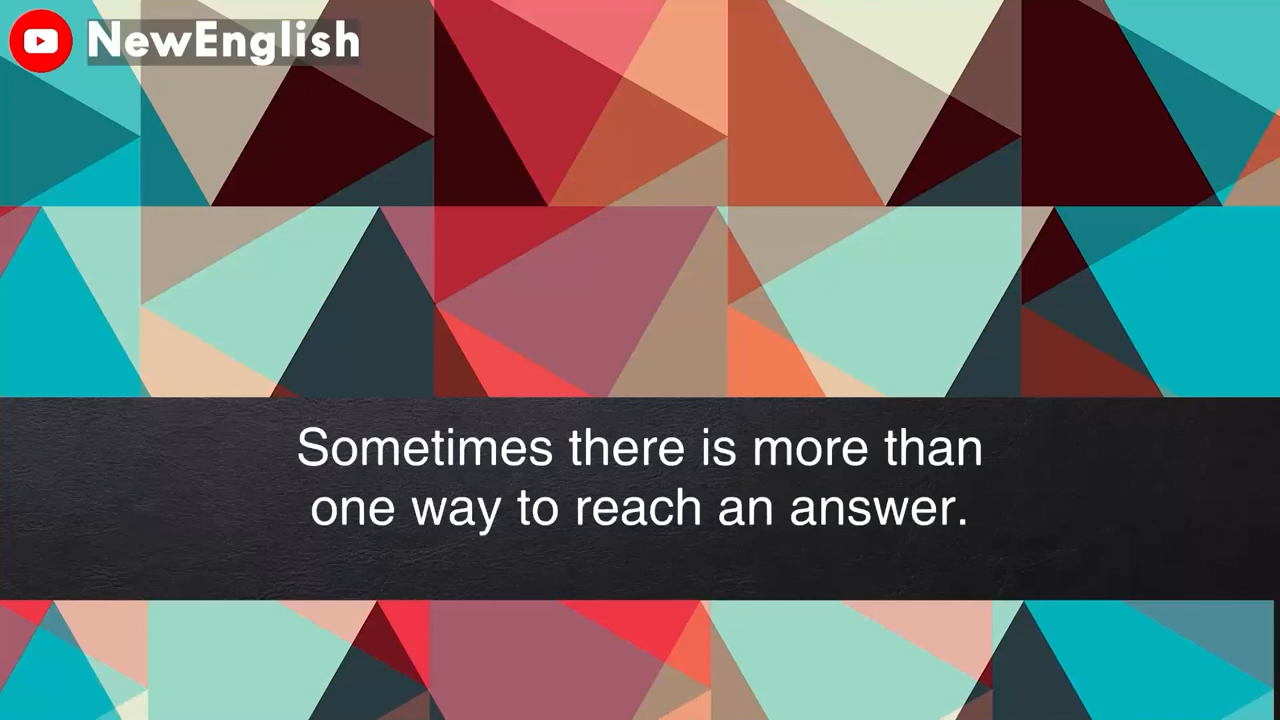 NewEnglish
Sometimes there is more than
one way to reach an answer.